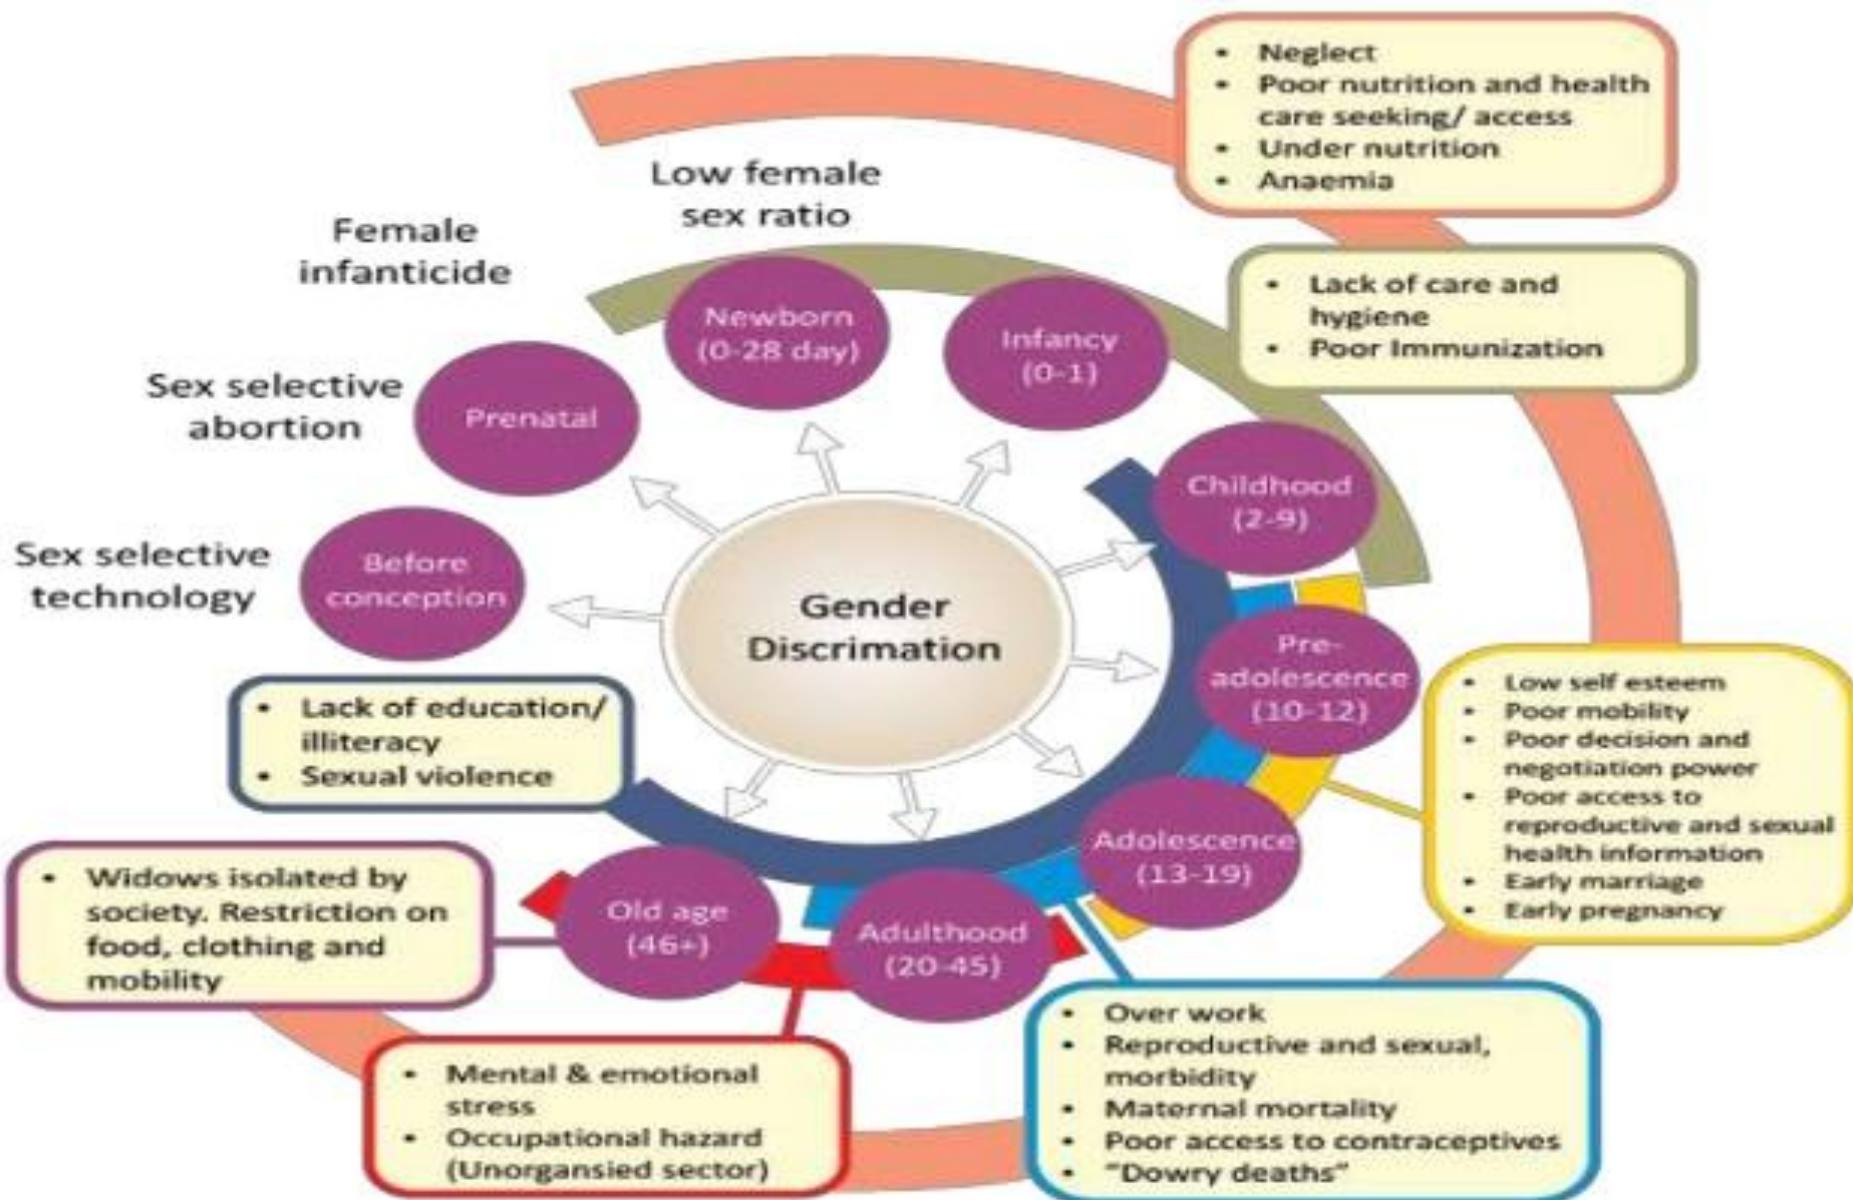 • Neglect
• Poor nutrition and health
care seeking/ access
• Under nutrition
• Anaemia
Low female
sex ratio
Female
infanticide
• Lack of care and
hygiene
• Poor Immunization
Newborn
(0-28 day)
Infancy
(0-1)
Sex selective
abortion
Prenatal
Childhood
(2-9)
Sex selective
technology
Before
conception
Gender
Discrimation
Pre-
adolescence
(10-12)
• Low self esteem
• Poor mobility
• Poor decision and
negotiation power
• Poor access to
reproductive and sexual
health information
• Early marriage
• Early pregnancy
• Lack of education/
illiteracy
• Sexual violence
Adolescence
(13-19)
• Widows isolated by
society. Restriction on
food, clothing and
mobility
Old age
(46+)
Adulthood
(20-45)
• Over work
• Reproductive and sexual,
morbidity
• Maternal mortality
• Poor access to contraceptives
• "Dowry deaths"
• Mental & emotional
stress
• Occupational hazard
(Unorgansied sector)